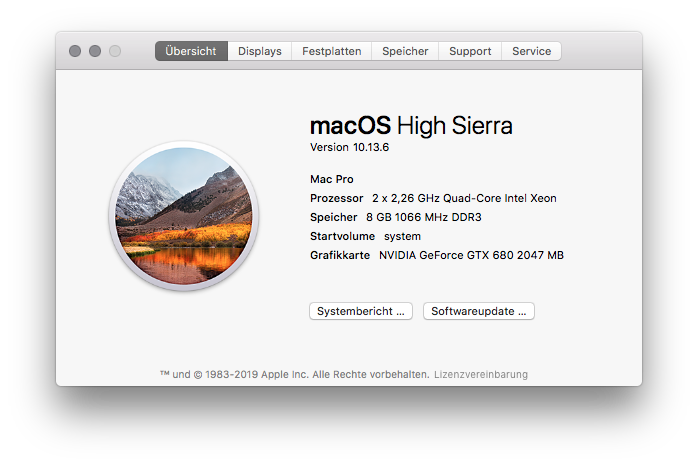 Übersicht Displays Festplatten Speicher Support Service
macOS High Sierra
Version 10.13.6
Mac Pro
Prozessor 2 x 2,26 GHz Quad-Core Intel Xeon
Speicher 8 GB 1066 MHz DDR3
Startvolume system
Grafikkarte NVIDIA GeForce GTX 680 2047 MB
Systembericht ... Softwareupdate ...
™ und © 1983-2019 Apple Inc. Alle Rechte vorbehalten. Lizenzvereinbarung